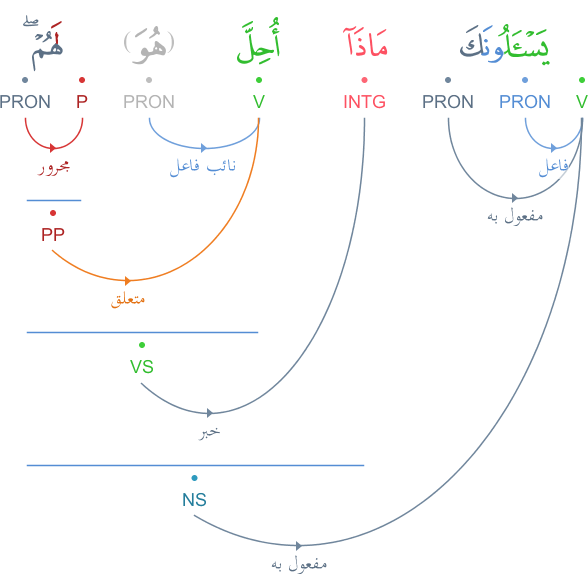 يَسْـَٔلُونَكَ مَاذَآ أُحِلَّ (هُوَ) لَهُمْ ۖ
V PRON PRON INTG V PRON P PRON
فاعل نائب فاعل مجرور
مفعول به
PP
متعلق
VS
خبر
NS
مفعول به